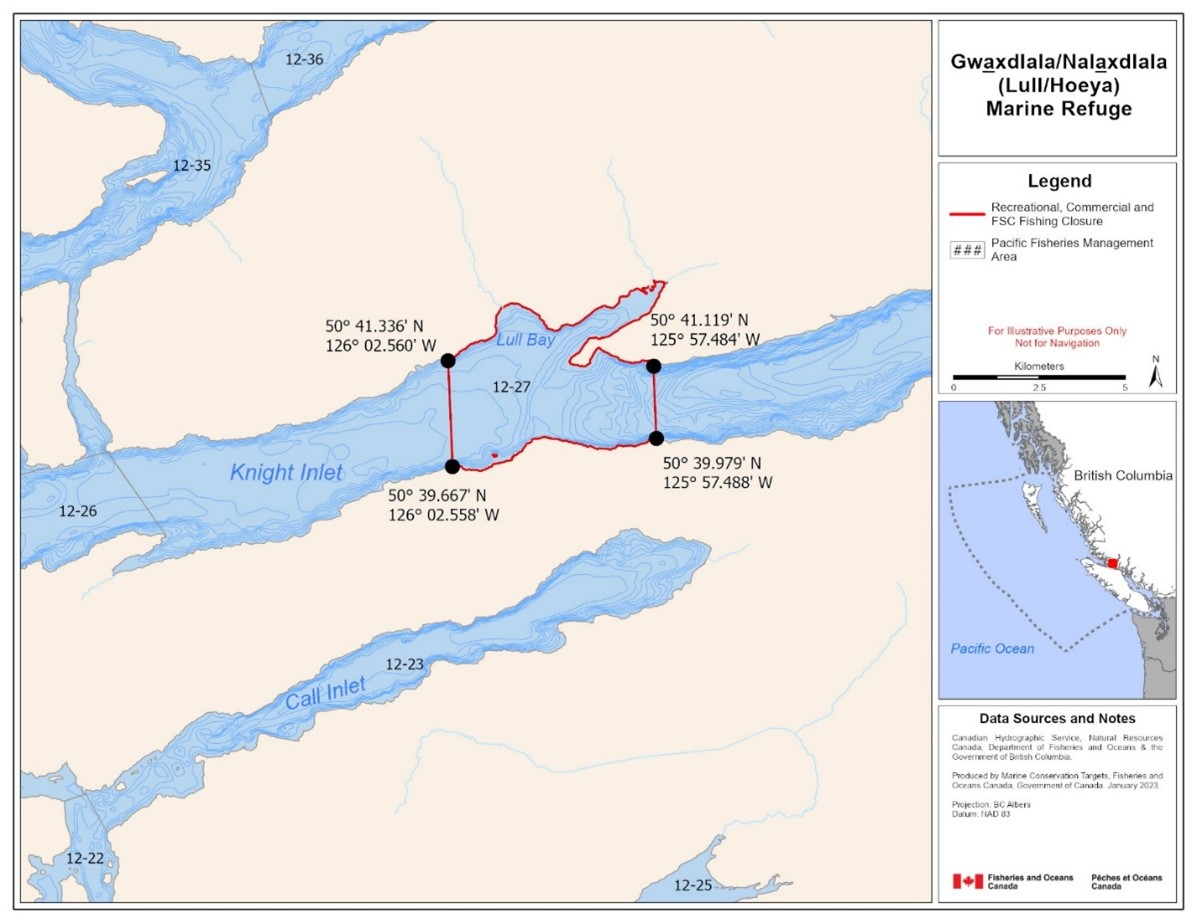 12-36
12-35
50° 41.336' N
126° 02.560' W
Lull Bay
50° 41.119' N
125° 57.484' W
12-27
Knight Inlet
50° 39.979' N
125° 57.488' W
50° 39.667' N
126° 02.558' W
12-26
12-23
Call Inlet
12-22
12-25
Gwa̲xdlala/Nala̲xdlala
(Lull/Hoeya)
Marine Refuge
Legend
Recreational, Commercial and
FSC Fishing Closure
###
Pacific Fisheries Management
Area
For Illustrative Purposes Only
Not for Navigation
Kilometers
0 2.5 5
N
British Columbia
Pacific Ocean
Data Sources and Notes
Canadian Hydrographic Service, Natural Resources
Canada, Department of Fisheries and Oceans & the
Government of British Columbia.
Produced by Marine Conservation Targets, Fisheries and
Oceans Canada, Government of Canada. January 2023.
Projection: BC Albers
Datum: NAD 83
Fisheries and Oceans
Canada
Pêches et Océans
Canada